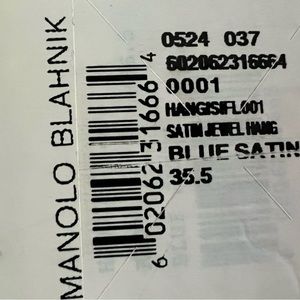 MANOLO BLAHNIK
6 02062 31666 4
0524 037
602062316664
0001
HANGISIFL001
SATIN JEWEL HANG
BLUE SATIN
35.5